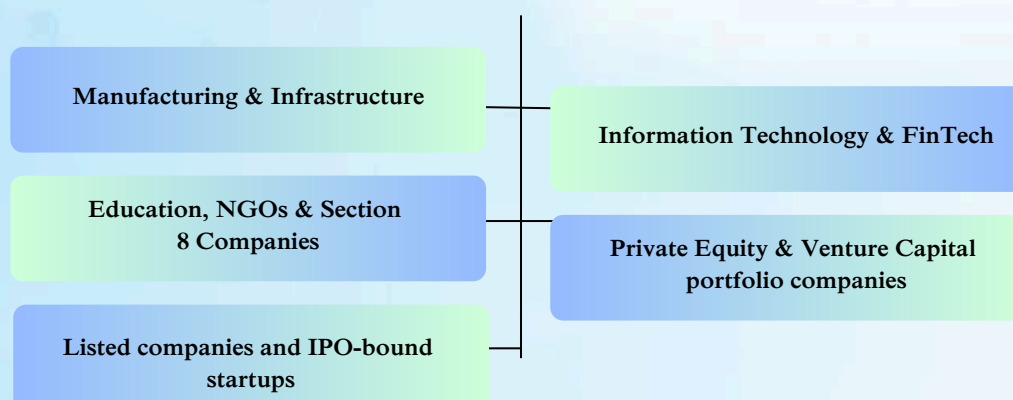 Manufacturing & Infrastructure
Information Technology & FinTech
Education, NGOs & Section
8 Companies
Private Equity & Venture Capital
portfolio companies
Listed companies and IPO-bound
startups